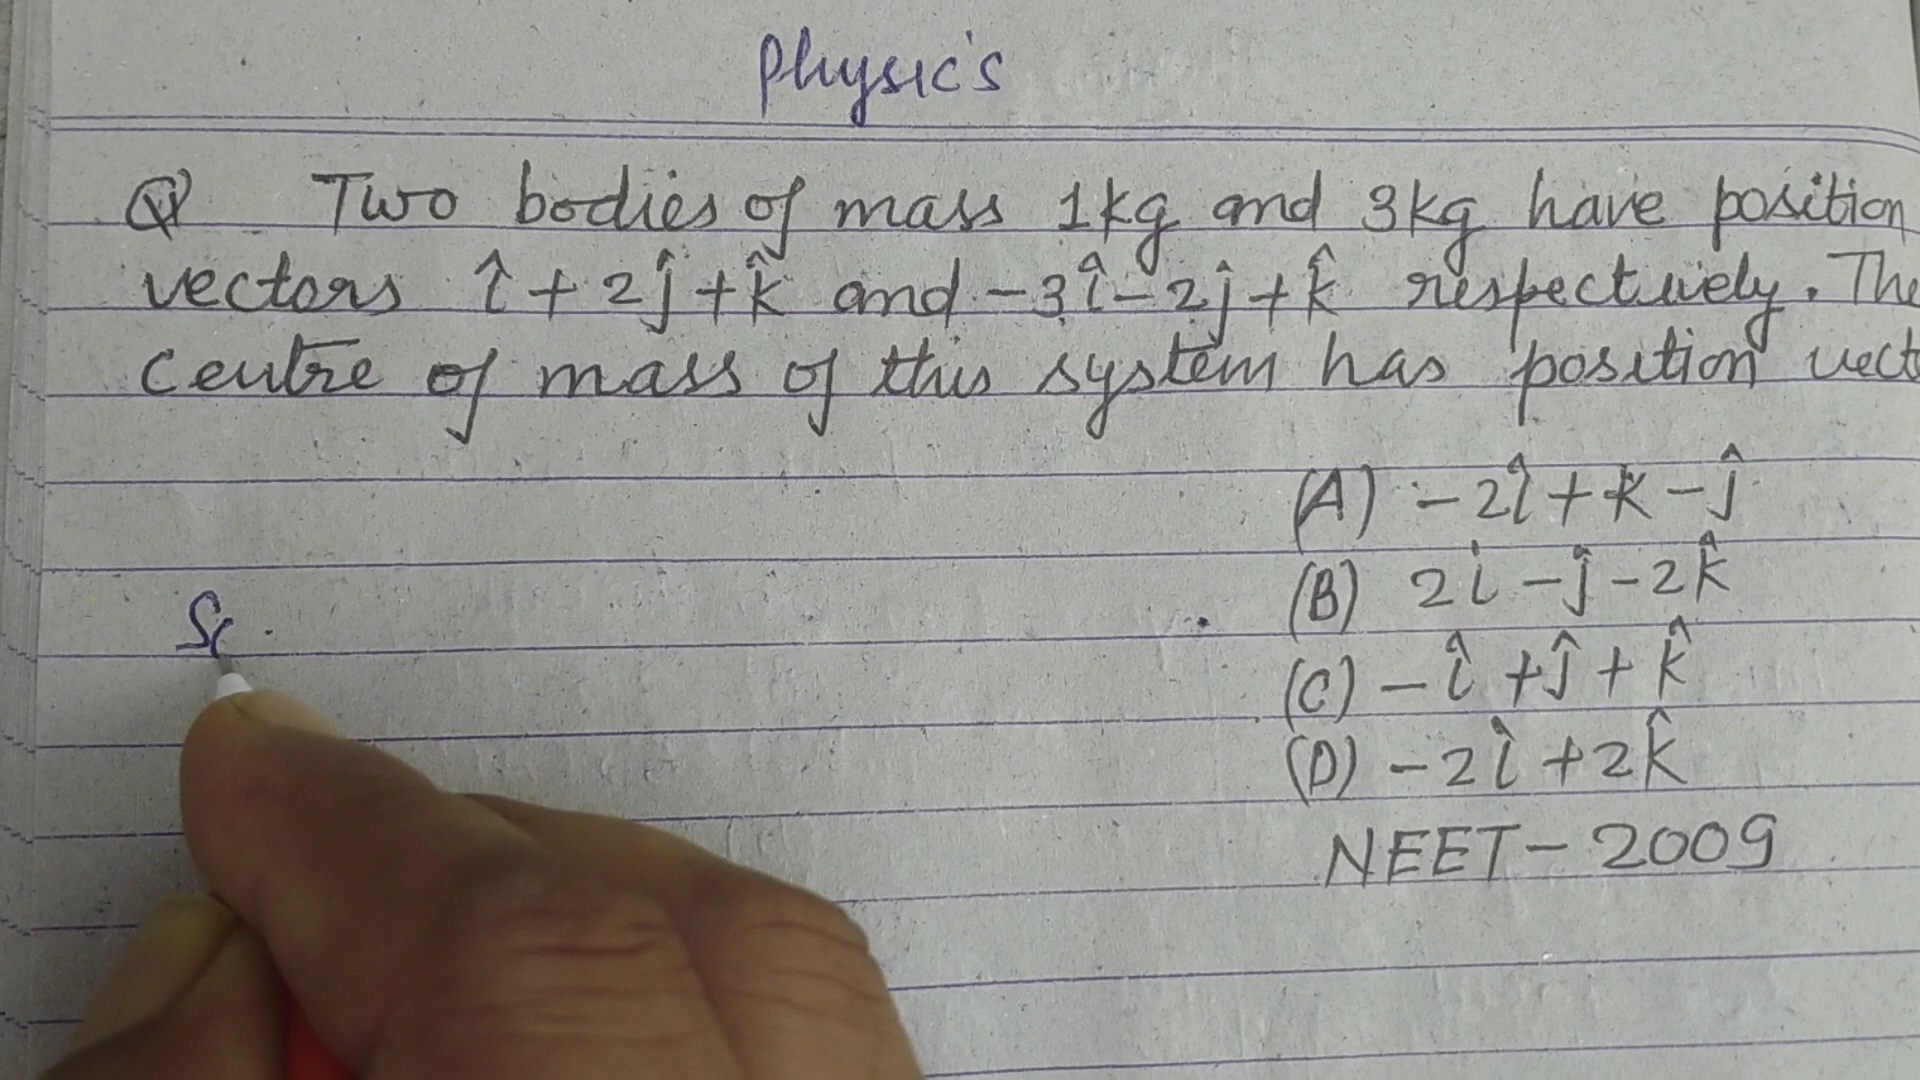 Physic's
Q Two bodies of mass 1kg and 3kg have position
vectors î + 2ĵ + k̂ and -3î - 2ĵ + k̂ respectively. The
centre of mass of this system has position vect
(A) -2î + k - ĵ
(B) 2î - ĵ - 2k̂
(C) -î + ĵ + k̂
(D) -2î + 2k̂
NEET - 2009